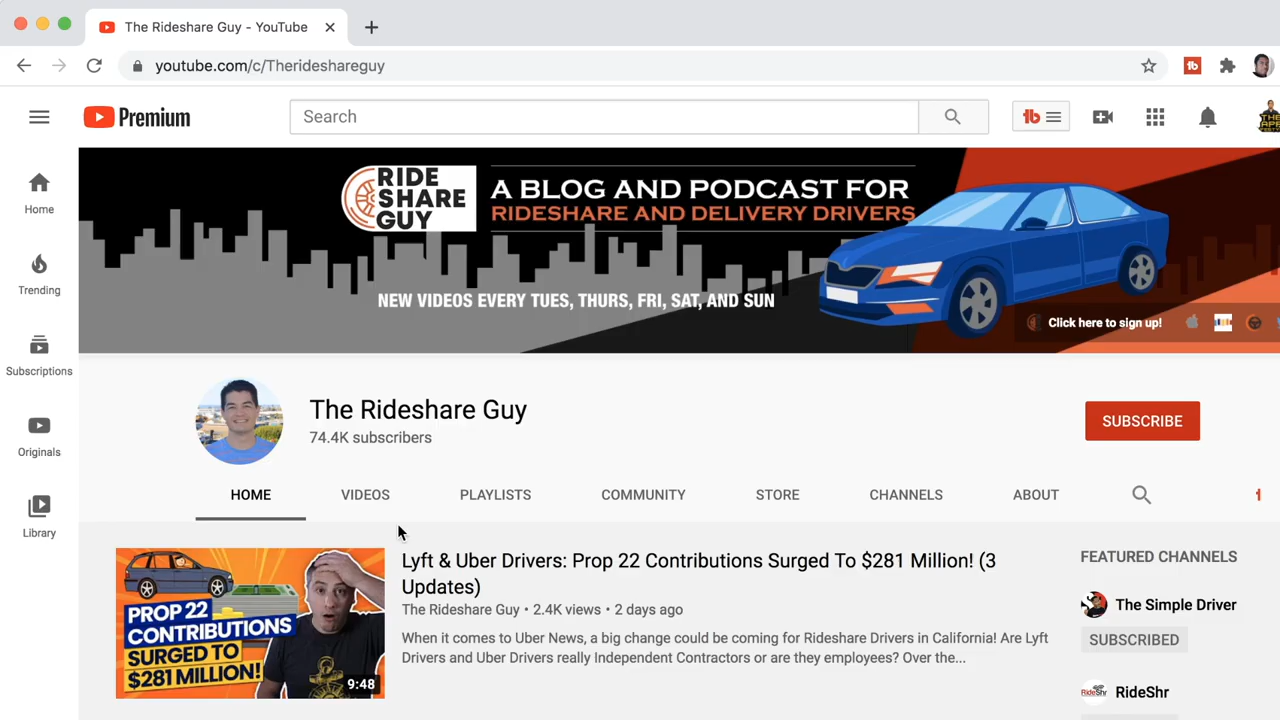 The Rideshare Guy - YouTube
youtube.com/c/Therideshareguy
Premium
Search
tb
Home
Trending
Subscriptions
Originals
Library
RIDE
SHARE
GUY
A BLOG AND PODCAST FOR
RIDESHARE AND DELIVERY DRIVERS
NEW VIDEOS EVERY TUES, THURS, FRI, SAT, AND SUN
Click here to sign up!
The Rideshare Guy
74.4K subscribers
SUBSCRIBE
HOME VIDEOS PLAYLISTS COMMUNITY STORE CHANNELS ABOUT
PROP 22
CONTRIBUTIONS
SURGED TO
$281 MILLION!
9:48
Lyft & Uber Drivers: Prop 22 Contributions Surged To $281 Million! (3
Updates)
The Rideshare Guy • 2.4K views • 2 days ago
When it comes to Uber News, a big change could be coming for Rideshare Drivers in California! Are Lyft
Drivers and Uber Drivers really Independent Contractors or are they employees? Over the...
FEATURED CHANNELS
The Simple Driver
SUBSCRIBED
RideShr
RideShr